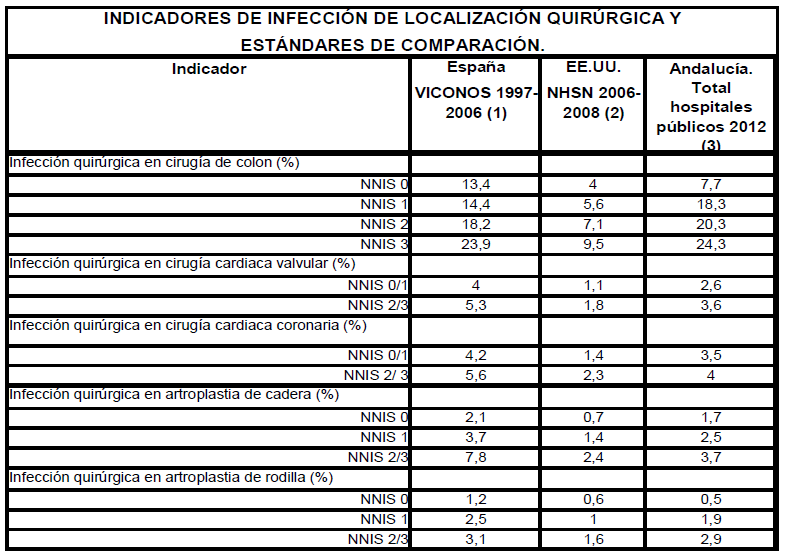 INDICADORES DE INFECCIÓN DE LOCALIZACIÓN QUIRÚRGICA Y
ESTÁNDARES DE COMPARACIÓN.
Indicador España EE.UU. Andalucía.
VICONOS 1997- NHSN 2006- Total
2006 (1) 2008 (2) hospitales
públicos 2012
(3)
Infección quirúrgica en cirugía de colon (%)
NNIS 0 13,4 4 7,7
NNIS 1 14,4 5,6 18,3
NNIS 2 18,2 7,1 20,3
NNIS 3 23,9 9,5 24,3
Infección quirúrgica en cirugía cardiaca valvular (%)
NNIS 0/1 4 1,1 2,6
NNIS 2/3 5,3 1,8 3,6
Infección quirúrgica en cirugía cardiaca coronaria (%)
NNIS 0/1 4,2 1,4 3,5
NNIS 2/ 3 5,6 2,3 4
Infección quirúrgica en artroplastia de cadera (%)
NNIS 0 2,1 0,7 1,7
NNIS 1 3,7 1,4 2,5
NNIS 2/3 7,8 2,4 3,7
Infección quirúrgica en artroplastia de rodilla (%)
NNIS 0 1,2 0,6 0,5
NNIS 1 2,5 1 1,9
NNIS 2/3 3,1 1,6 2,9